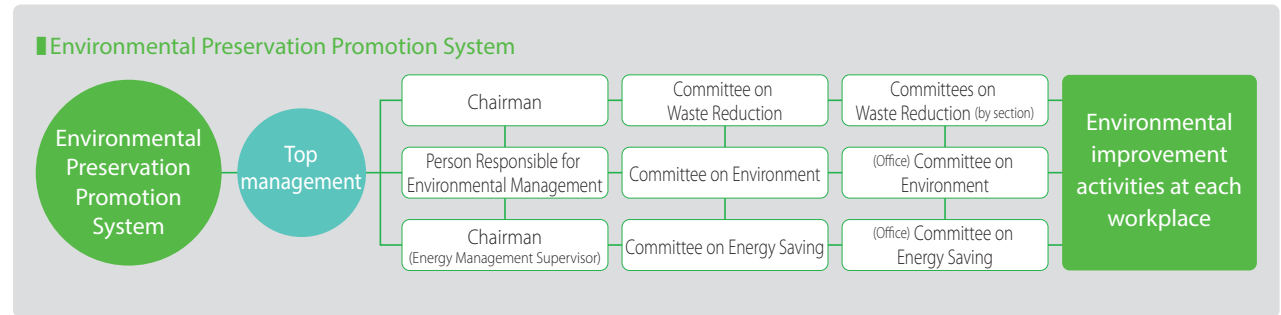 Environmental Preservation Promotion System
Environmental
Preservation
Promotion
System
Top
management
Chairman
Person Responsible for
Environmental Management
Chairman
(Energy Management Supervisor)
Committee on
Waste Reduction
Committee on Environment
Committee on Energy Saving
Committees on
Waste Reduction (by section)
(Office) Committee on
Environment
(Office) Committee on
Energy Saving
Environmental
improvement
activities at each
workplace